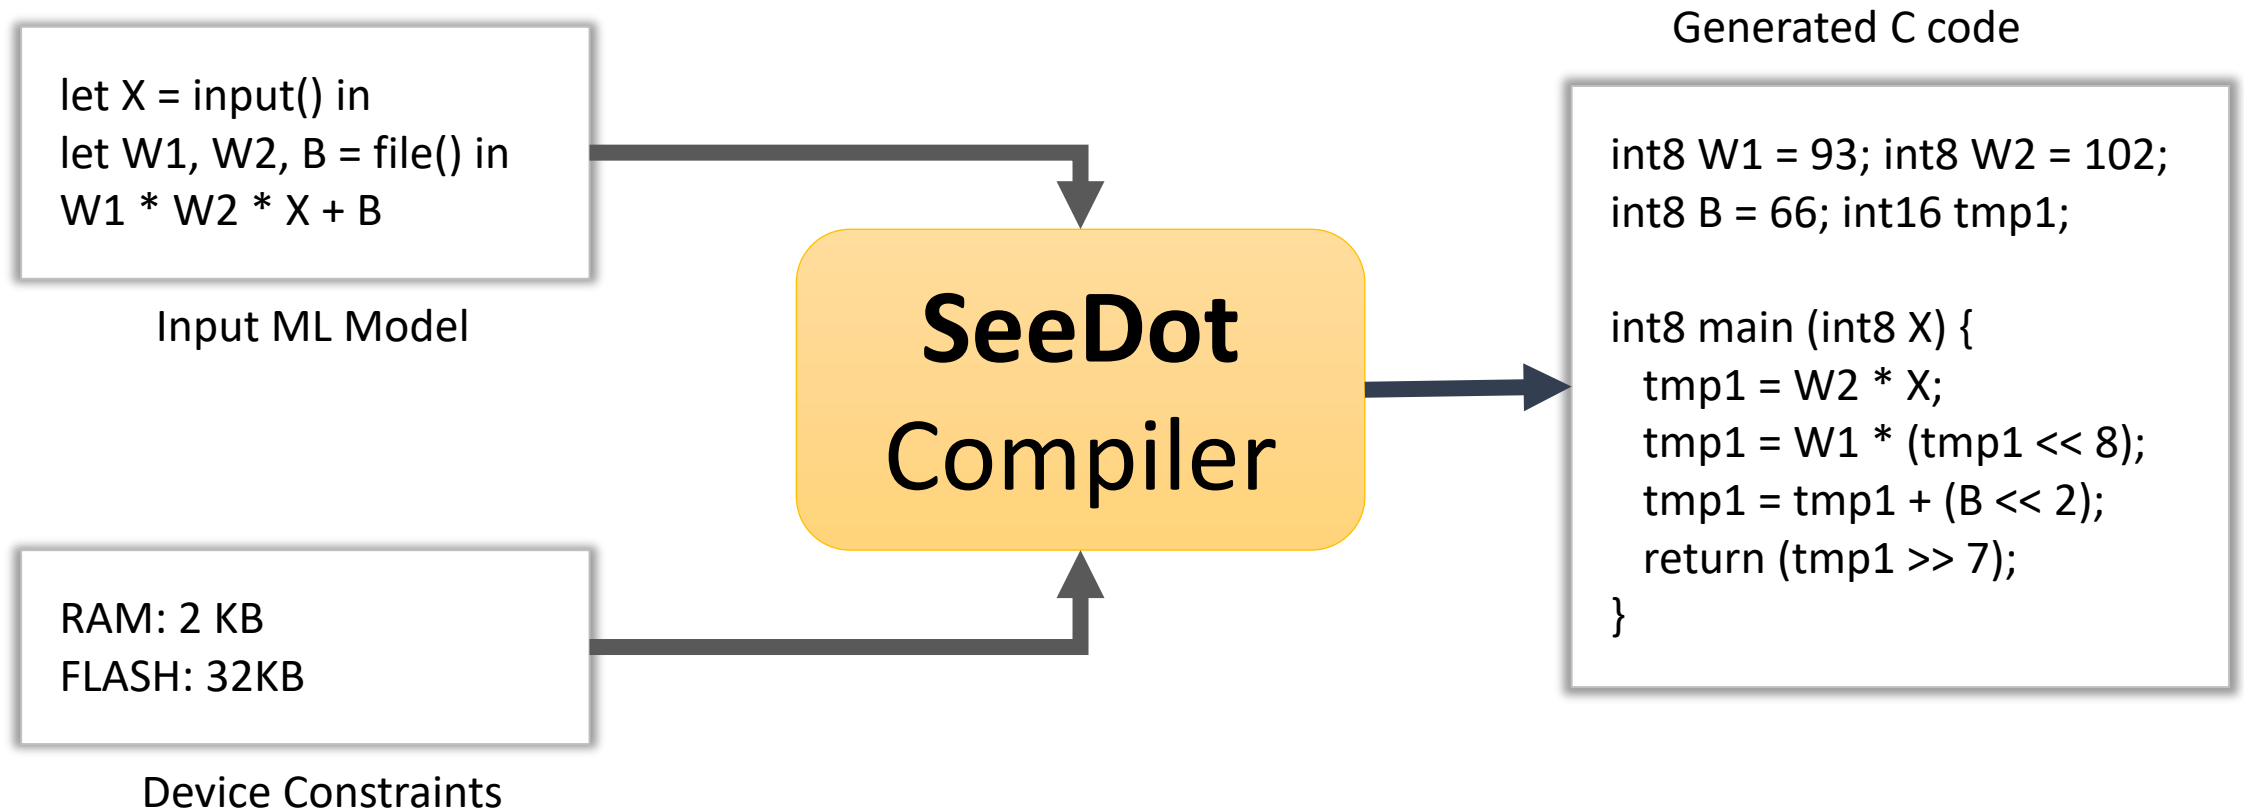 let X = input() in
let W1, W2, B = file() in
W1 * W2 * X + B
Input ML Model
RAM: 2 KB
FLASH: 32KB
Device Constraints
SeeDot
Compiler
Generated C code
int8 W1 = 93; int8 W2 = 102;
int8 B = 66; int16 tmp1;
int8 main (int8 X) {
tmp1 = W2 * X;
tmp1 = W1 * (tmp1 << 8);
tmp1 = tmp1 + (B << 2);
return (tmp1 >> 7);
}